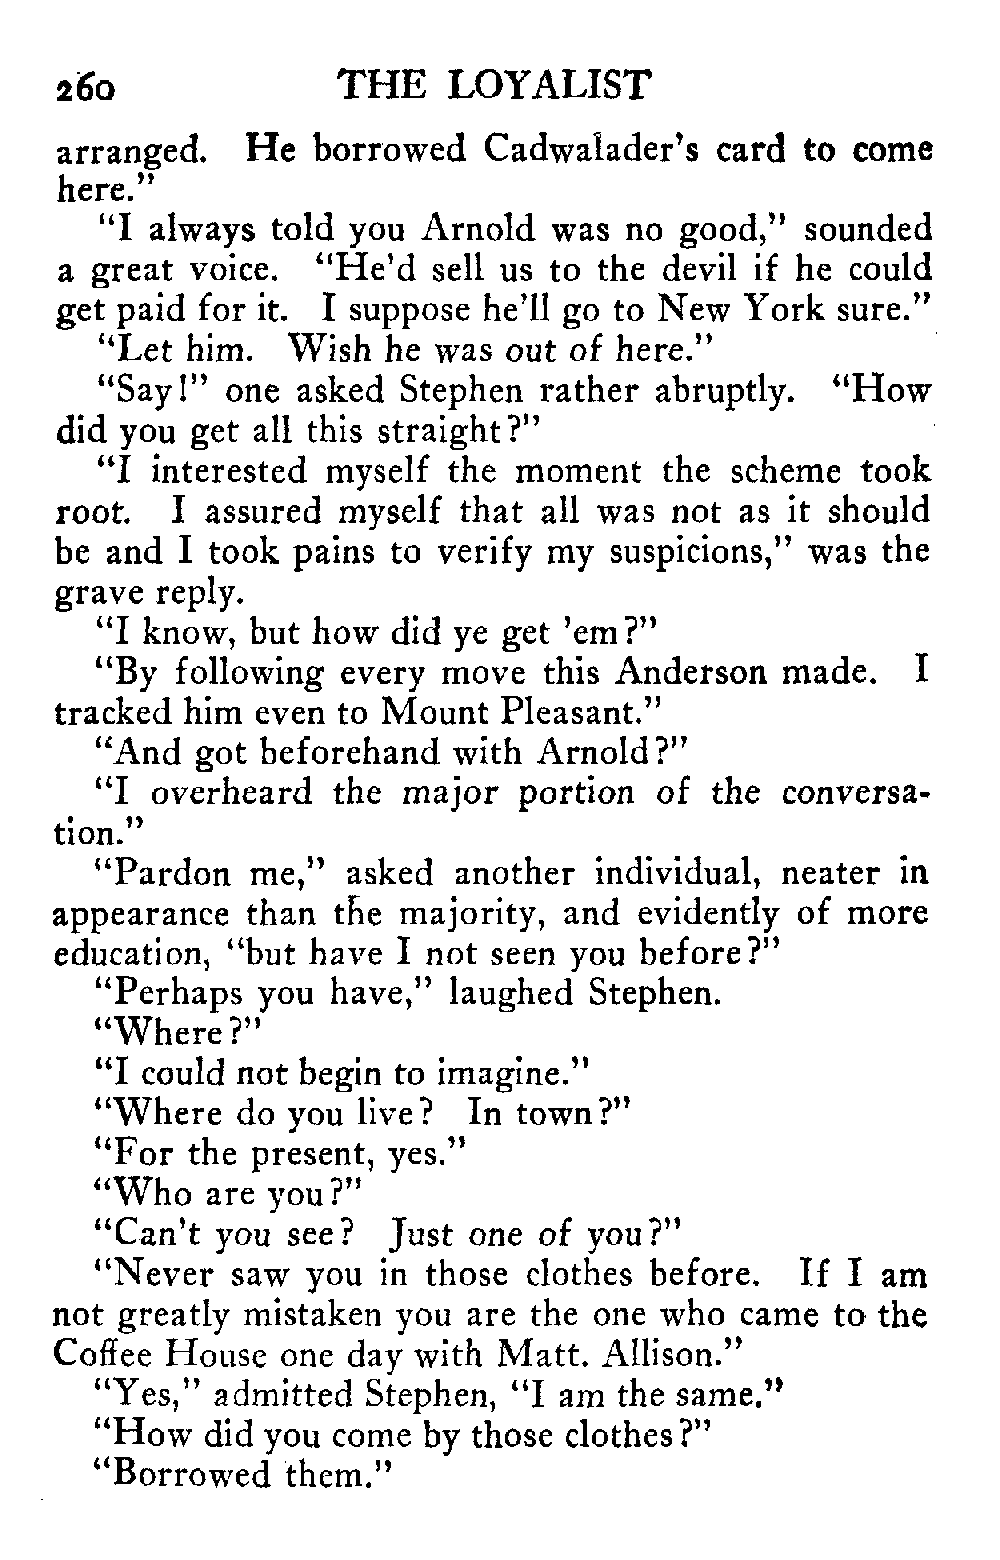 260 THE LOYALIST
arranged. He borrowed Cadwalader's card to come
here."
"I always told you Arnold was no good," sounded
a great voice. "He'd sell us to the devil if he could
get paid for it. I suppose he'll go to New York sure."
"Let him. Wish he was out of here."
"Say!" one asked Stephen rather abruptly. "How
did you get all this straight?"
"I interested myself the moment the scheme took
root. I assured myself that all was not as it should
be and I took pains to verify my suspicions," was the
grave reply.
"I know, but how did ye get 'em?"
"By following every move this Anderson made. I
tracked him even to Mount Pleasant."
"And got beforehand with Arnold?"
"I overheard the major portion of the conversa-
tion."
"Pardon me," asked another individual, neater in
appearance than the majority, and evidently of more
education, "but have I not seen you before?"
"Perhaps you have," laughed Stephen.
"Where?"
"I could not begin to imagine."
"Where do you live? In town?"
"For the present, yes."
"Who are you?"
"Can't you see? Just one of you?"
"Never saw you in those clothes before. If I am
not greatly mistaken you are the one who came to the
Coffee House one day with Matt. Allison."
"Yes," admitted Stephen, "I am the same."
"How did you come by those clothes?"
"Borrowed them."